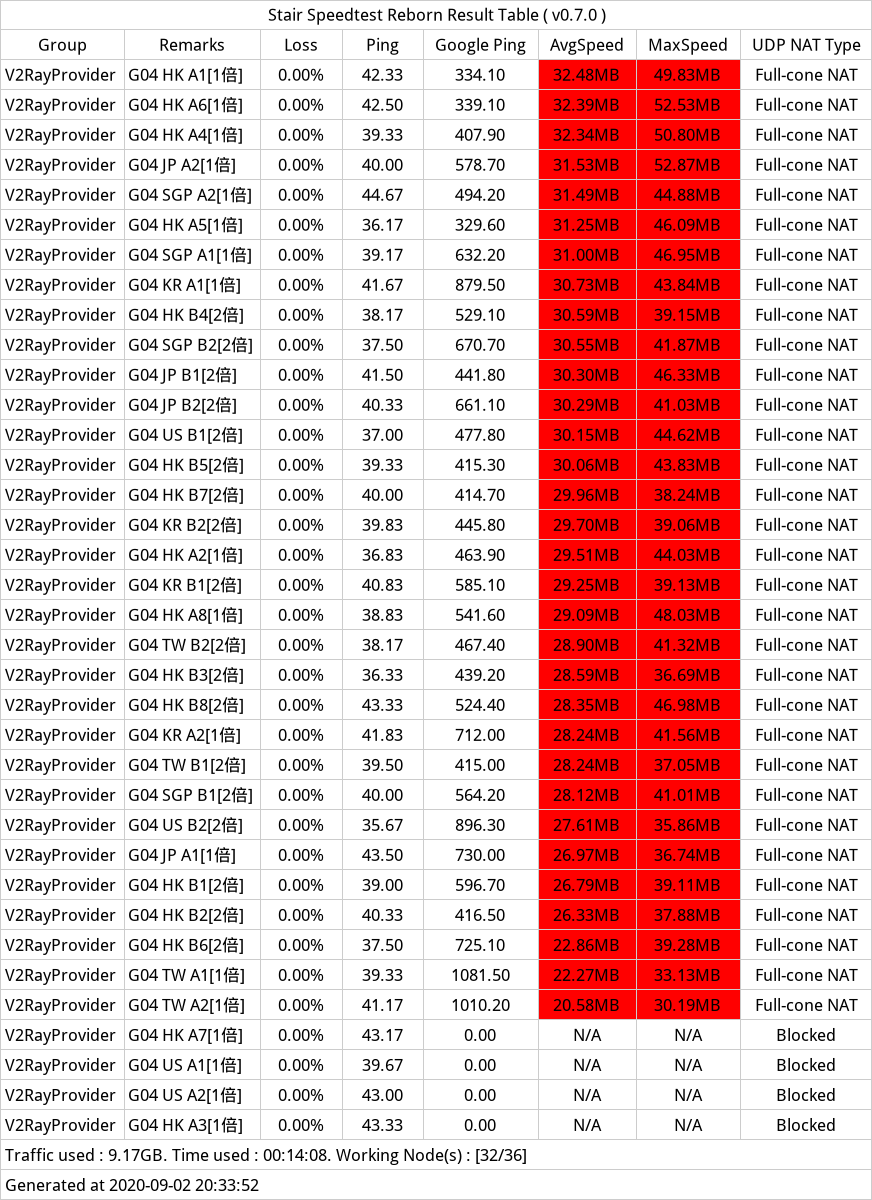 Stair Speedtest Reborn Result Table ( v0.7.0 )
Group Remarks Loss Ping Google Ping AvgSpeed MaxSpeed UDP NAT Type
V2RayProvider G04 HK A1[1倍] 0.00% 42.33 334.10 32.48MB 49.83MB Full-cone NAT
V2RayProvider G04 HK A6[1倍] 0.00% 42.50 339.10 32.39MB 52.53MB Full-cone NAT
V2RayProvider G04 HK A4[1倍] 0.00% 39.33 407.90 32.34MB 50.80MB Full-cone NAT
V2RayProvider G04 JP A2[1倍] 0.00% 40.00 578.70 31.53MB 52.87MB Full-cone NAT
V2RayProvider G04 SGP A2[1倍] 0.00% 44.67 494.20 31.49MB 44.88MB Full-cone NAT
V2RayProvider G04 HK A5[1倍] 0.00% 36.17 329.60 31.25MB 46.09MB Full-cone NAT
V2RayProvider G04 SGP A1[1倍] 0.00% 39.17 632.20 31.00MB 46.95MB Full-cone NAT
V2RayProvider G04 KR A1[1倍] 0.00% 41.67 879.50 30.73MB 43.84MB Full-cone NAT
V2RayProvider G04 HK B4[2倍] 0.00% 38.17 529.10 30.59MB 39.15MB Full-cone NAT
V2RayProvider G04 SGP B2[2倍] 0.00% 37.50 670.70 30.55MB 41.87MB Full-cone NAT
V2RayProvider G04 JP B1[2倍] 0.00% 41.50 441.80 30.30MB 46.33MB Full-cone NAT
V2RayProvider G04 JP B2[2倍] 0.00% 40.33 661.10 30.29MB 41.03MB Full-cone NAT
V2RayProvider G04 US B1[2倍] 0.00% 37.00 477.80 30.15MB 44.62MB Full-cone NAT
V2RayProvider G04 HK B5[2倍] 0.00% 39.33 415.30 30.06MB 43.83MB Full-cone NAT
V2RayProvider G04 HK B7[2倍] 0.00% 40.00 414.70 29.96MB 38.24MB Full-cone NAT
V2RayProvider G04 KR B2[2倍] 0.00% 39.83 445.80 29.70MB 39.06MB Full-cone NAT
V2RayProvider G04 HK A2[1倍] 0.00% 36.83 463.90 29.51MB 44.03MB Full-cone NAT
V2RayProvider G04 KR B1[2倍] 0.00% 40.83 585.10 29.25MB 39.13MB Full-cone NAT
V2RayProvider G04 HK A8[1倍] 0.00% 38.83 541.60 29.09MB 48.03MB Full-cone NAT
V2RayProvider G04 TW B2[2倍] 0.00% 38.17 467.40 28.90MB 41.32MB Full-cone NAT
V2RayProvider G04 HK B3[2倍] 0.00% 36.33 439.20 28.59MB 36.69MB Full-cone NAT
V2RayProvider G04 HK B8[2倍] 0.00% 43.33 524.40 28.35MB 46.98MB Full-cone NAT
V2RayProvider G04 KR A2[1倍] 0.00% 41.83 712.00 28.24MB 41.56MB Full-cone NAT
V2RayProvider G04 TW B1[2倍] 0.00% 39.50 415.00 28.24MB 37.05MB Full-cone NAT
V2RayProvider G04 SGP B1[2倍] 0.00% 40.00 564.20 28.12MB 41.01MB Full-cone NAT
V2RayProvider G04 US B2[2倍] 0.00% 35.67 896.30 27.61MB 35.86MB Full-cone NAT
V2RayProvider G04 JP A1[1倍] 0.00% 43.50 730.00 26.97MB 36.74MB Full-cone NAT
V2RayProvider G04 HK B1[2倍] 0.00% 39.00 596.70 26.79MB 39.11MB Full-cone NAT
V2RayProvider G04 HK B2[2倍] 0.00% 40.33 416.50 26.33MB 37.88MB Full-cone NAT
V2RayProvider G04 HK B6[2倍] 0.00% 37.50 725.10 22.86MB 39.28MB Full-cone NAT
V2RayProvider G04 TW A1[1倍] 0.00% 39.33 1081.50 22.27MB 33.13MB Full-cone NAT
V2RayProvider G04 TW A2[1倍] 0.00% 41.17 1010.20 20.58MB 30.19MB Full-cone NAT
V2RayProvider G04 HK A7[1倍] 0.00% 43.17 0.00 N/A N/A Blocked
V2RayProvider G04 US A1[1倍] 0.00% 39.67 0.00 N/A N/A Blocked
V2RayProvider G04 US A2[1倍] 0.00% 43.00 0.00 N/A N/A Blocked
V2RayProvider G04 HK A3[1倍] 0.00% 43.33 0.00 N/A N/A Blocked
Traffic used : 9.17GB. Time used : 00:14:08. Working Node(s) : [32/36]
Generated at 2020-09-02 20:33:52